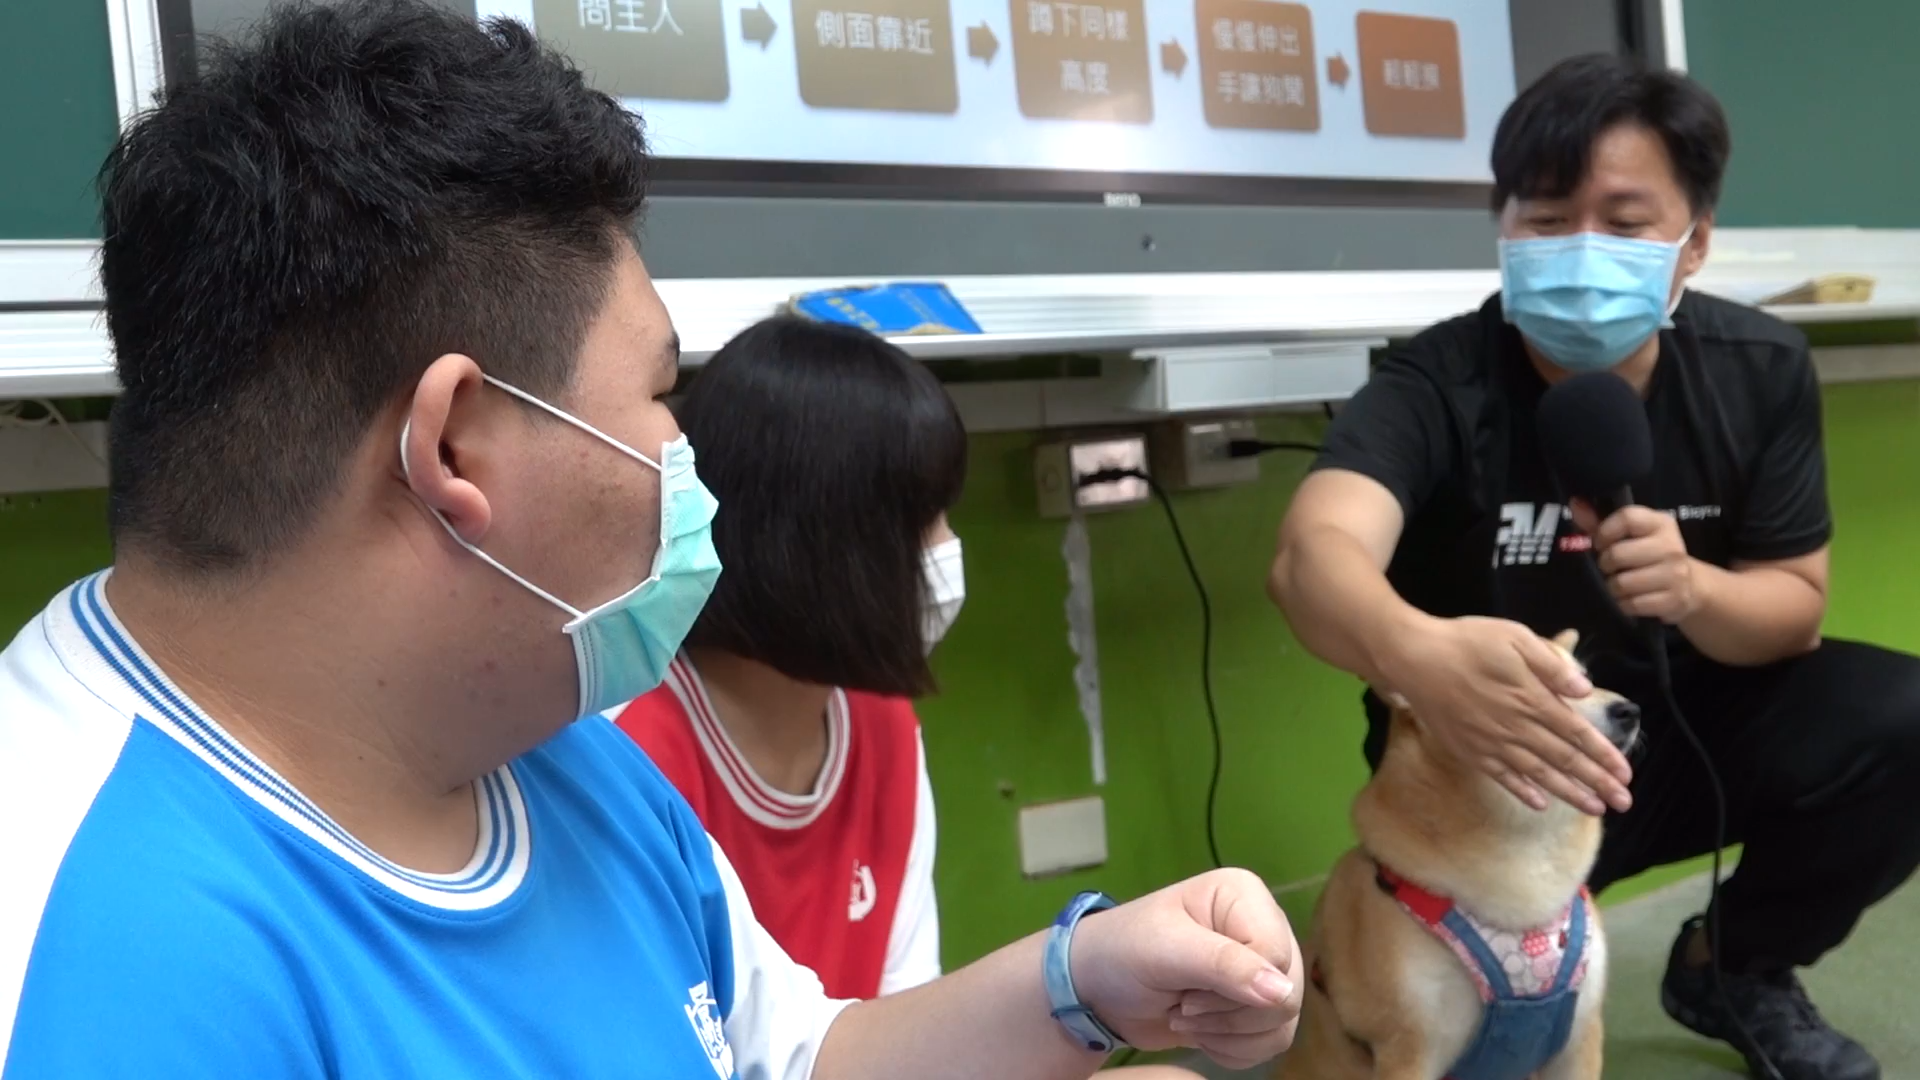 問主人
側面靠近
蹲下同樣
高度
慢慢伸出
手讓狗聞
輕輕摸
BenQ